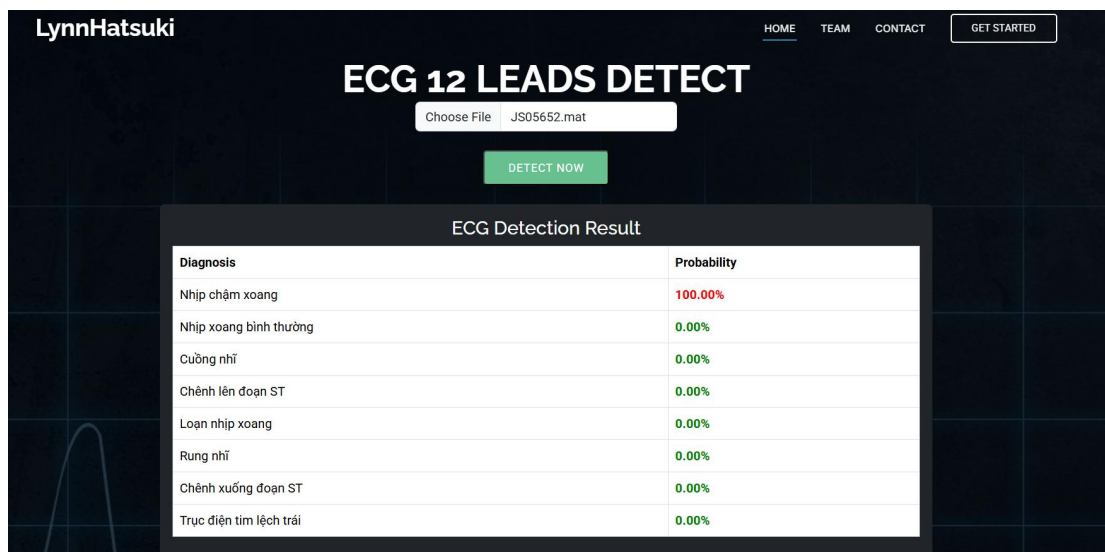 LynnHatsuki
HOME TEAM CONTACT GET STARTED
ECG 12 LEADS DETECT
Choose File JS05652.mat
DETECT NOW
ECG Detection Result
Diagnosis Probability
Nhịp chậm xoang 100.00%
Nhịp xoang bình thường 0.00%
Cuồng nhĩ 0.00%
Chênh lên đoạn ST 0.00%
Loạn nhịp xoang 0.00%
Rung nhĩ 0.00%
Chênh xuống đoạn ST 0.00%
Trục điện tim lệch trái 0.00%